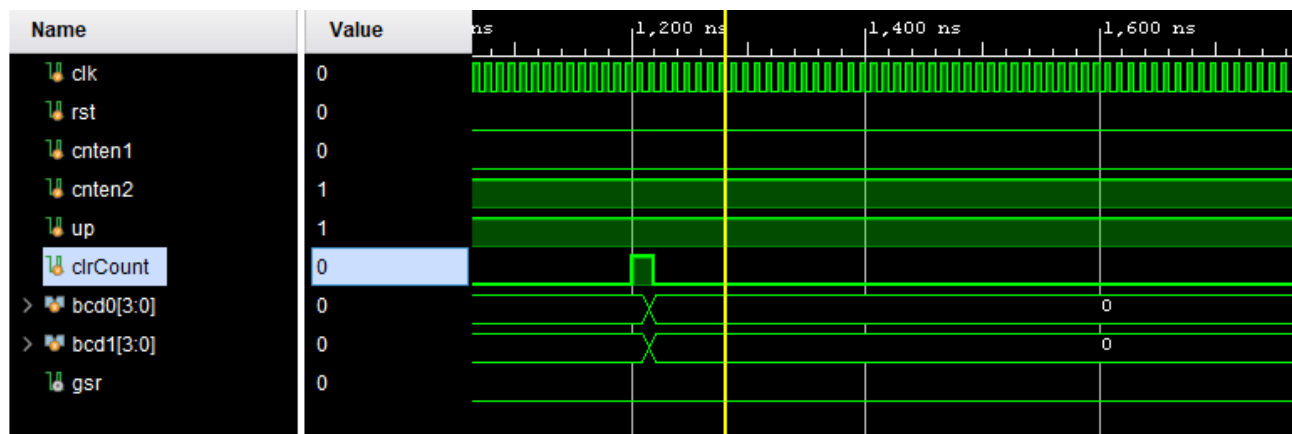 Name Value ns 1,200 ns 1,400 ns 1,600 ns
clk 0
rst 0
cnten1 0
cnten2 1
up 1
clrCount 0
> bcd0[3:0] 0 0
> bcd1[3:0] 0 0
gsr 0